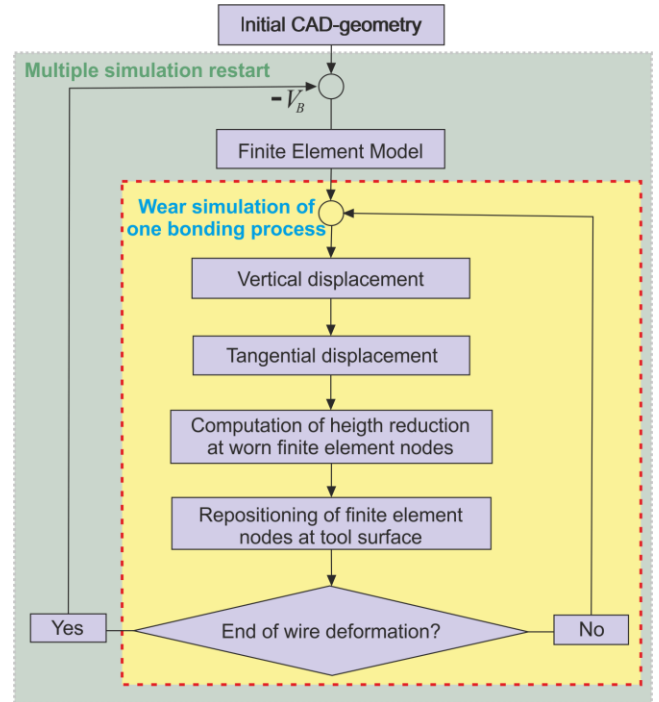 Initial CAD-geometry
Multiple simulation restart
- V_B
Finite Element Model
Wear simulation of
one bonding process
Vertical displacement
Tangential displacement
Computation of heigth reduction
at worn finite element nodes
Repositioning of finite element
nodes at tool surface
Yes
End of wire deformation?
No